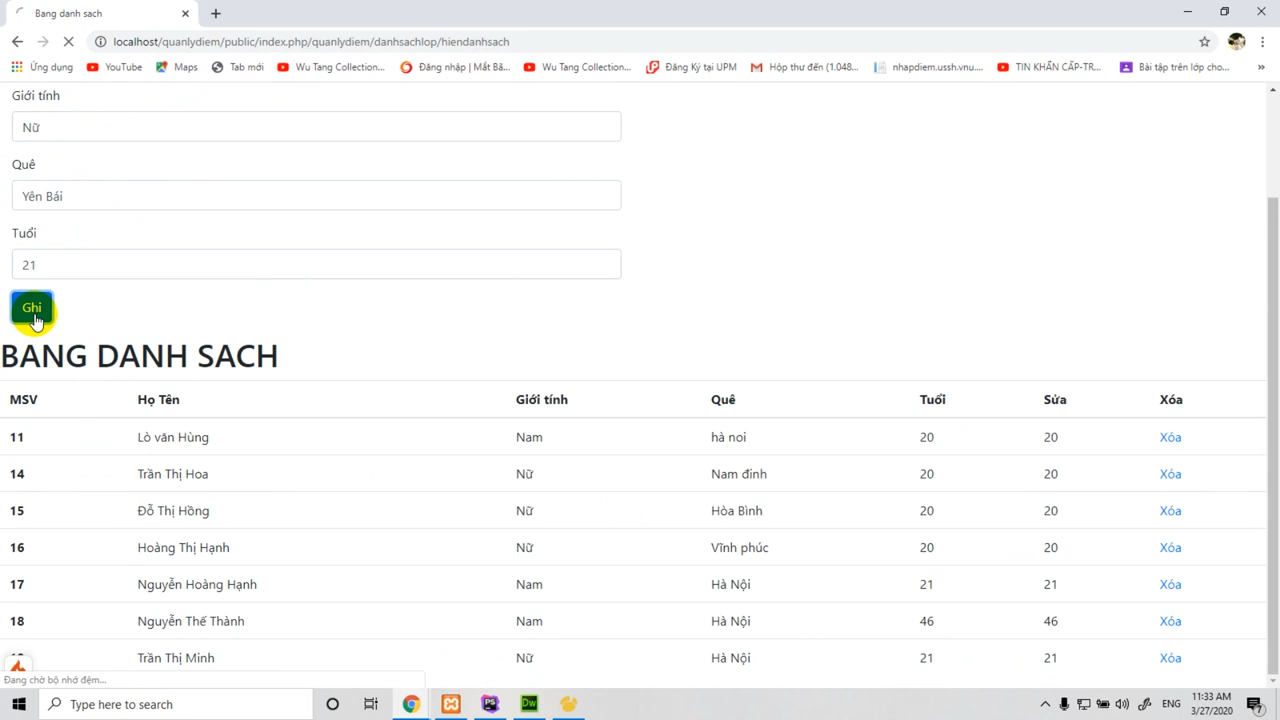 Bang danh sach
localhost/quanlydiem/public/index.php/quanlydiem/danhsachlop/hiendanhsach
Ứng dụng YouTube Maps Tab mới Wu Tang Collection... Đăng nhập | Mắt Bã... Wu Tang Collection... Đăng Ký tại UPM Hộp thư đến (1.048... nhapdiem.ussh.vnu.... TIN KHẨN CẤP-TR... Bài tập trên lớp cho... »
Giới tính
Nữ
Quê
Yên Bái
Tuổi
21
Ghi
BANG DANH SACH
MSV Họ Tên Giới tính Quê Tuổi Sửa Xóa
11 Lò văn Hùng Nam hà noi 20 20 Xóa
14 Trần Thị Hoa Nữ Nam đinh 20 20 Xóa
15 Đỗ Thị Hồng Nữ Hòa Bình 20 20 Xóa
16 Hoàng Thị Hạnh Nữ Vĩnh phúc 20 20 Xóa
17 Nguyễn Hoàng Hạnh Nam Hà Nội 21 21 Xóa
18 Nguyễn Thế Thành Nam Hà Nội 46 46 Xóa
Trần Thị Minh Nữ Hà Nội 21 21 Xóa
Đang chờ bộ nhớ đệm...
Type here to search
PS Dw
ENG
11:33 AM
3/27/2020